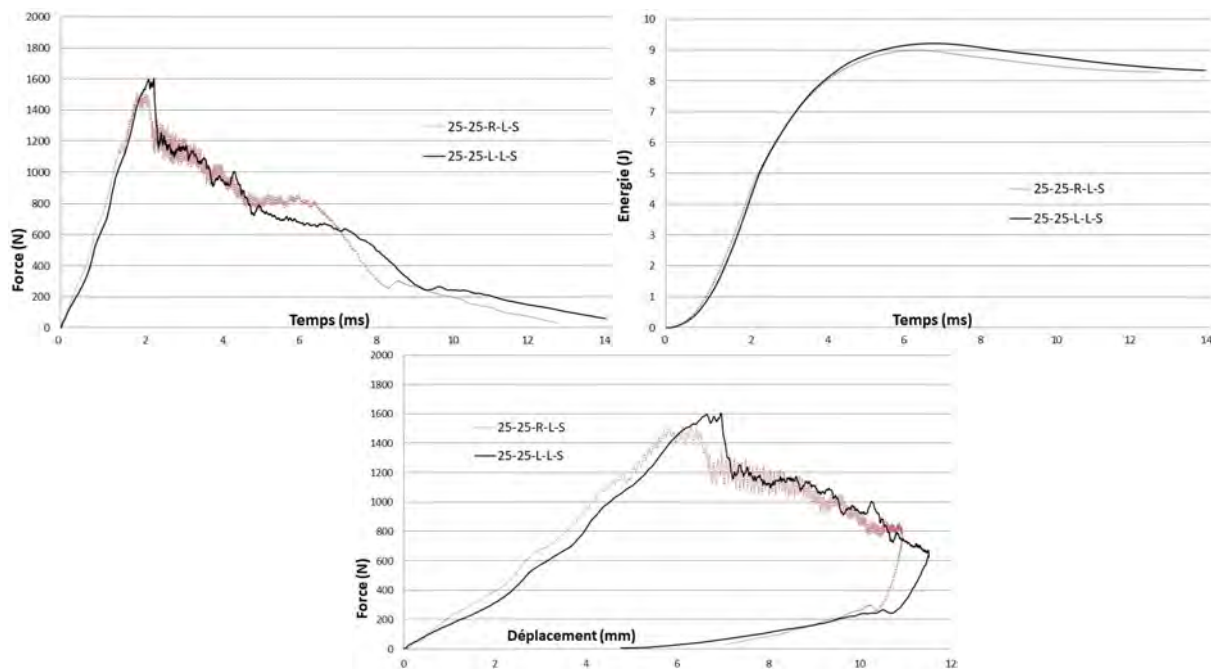 2000
1800
1600
1400
1200
1000
800
600
400
200
0
Force (N)
25-25-R-L-S
25-25-L-L-S
Temps (ms)
0 2 4 6 8 10 12 14
10
9
8
7
6
5
4
3
2
1
0
Energie (J)
25-25-R-L-S
25-25-L-L-S
Temps (ms)
0 2 4 6 8 10 12 14
2000
1800
1600
1400
1200
1000
800
600
400
200
0
Force (N)
25-25-R-L-S
25-25-L-L-S
Déplacement (mm)
0 2 4 6 8 10 12